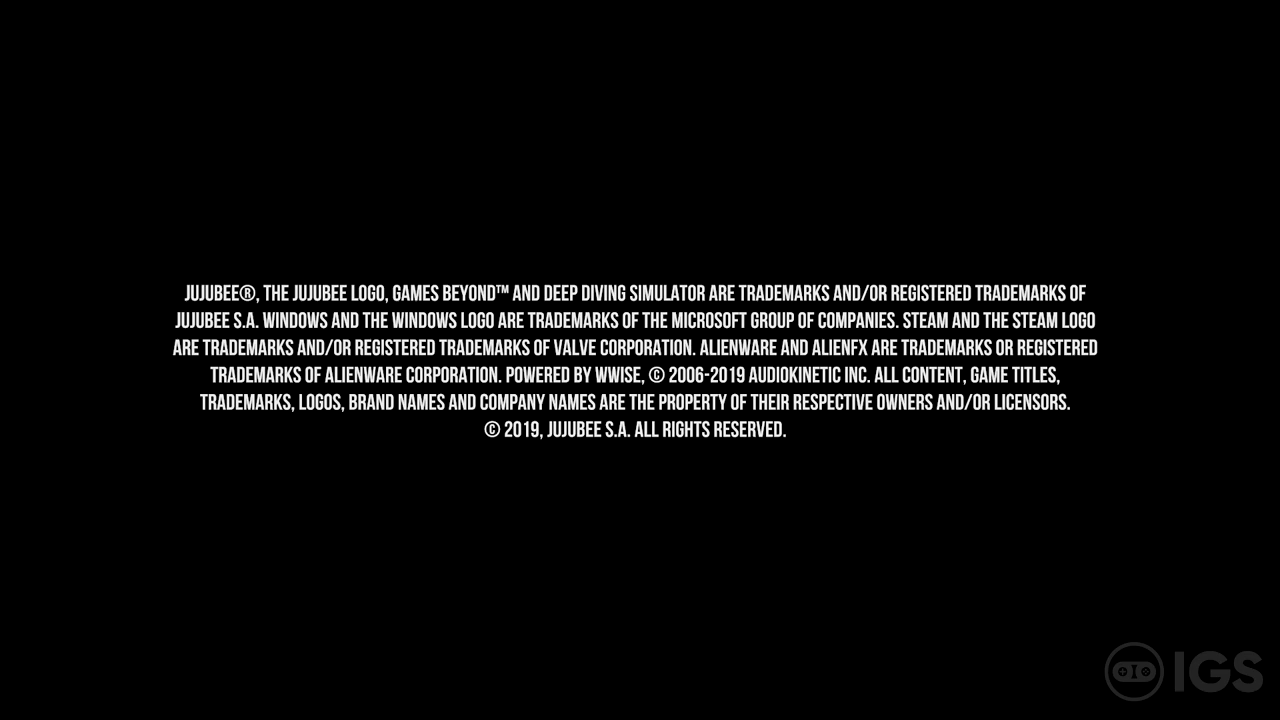 JUJUBEE®, THE JUJUBEE LOGO, GAMES BEYOND™ AND DEEP DIVING SIMULATOR ARE TRADEMARKS AND/OR REGISTERED TRADEMARKS OF
JUJUBEE S.A. WINDOWS AND THE WINDOWS LOGO ARE TRADEMARKS OF THE MICROSOFT GROUP OF COMPANIES. STEAM AND THE STEAM LOGO
ARE TRADEMARKS AND/OR REGISTERED TRADEMARKS OF VALVE CORPORATION. ALIENWARE AND ALIENFX ARE TRADEMARKS OR REGISTERED
TRADEMARKS OF ALIENWARE CORPORATION. POWERED BY WWISE, © 2006-2019 AUDIOKINETIC INC. ALL CONTENT, GAME TITLES,
TRADEMARKS, LOGOS, BRAND NAMES AND COMPANY NAMES ARE THE PROPERTY OF THEIR RESPECTIVE OWNERS AND/OR LICENSORS.
© 2019, JUJUBEE S.A. ALL RIGHTS RESERVED.
IGS